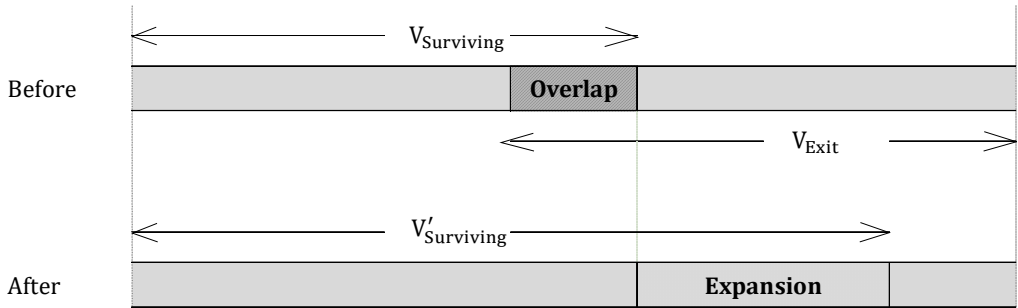 V_Surviving
Before
Overlap
V_Exit
V′_Surviving
After
Expansion